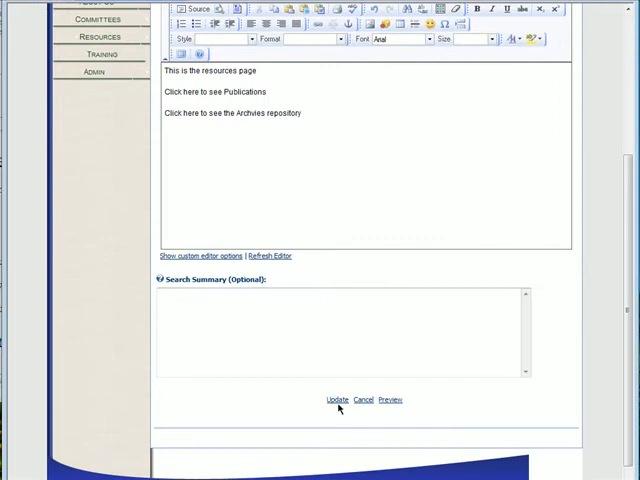 COMMITTEES
RESOURCES
TRAINING
ADMIN
Source
B I U abc X₂ X²
Style Format Font Arial Size
This is the resources page
Click here to see Publications
Click here to see the Archvies repository
Show custom editor options | Refresh Editor
Search Summary (Optional):
Update Cancel Preview